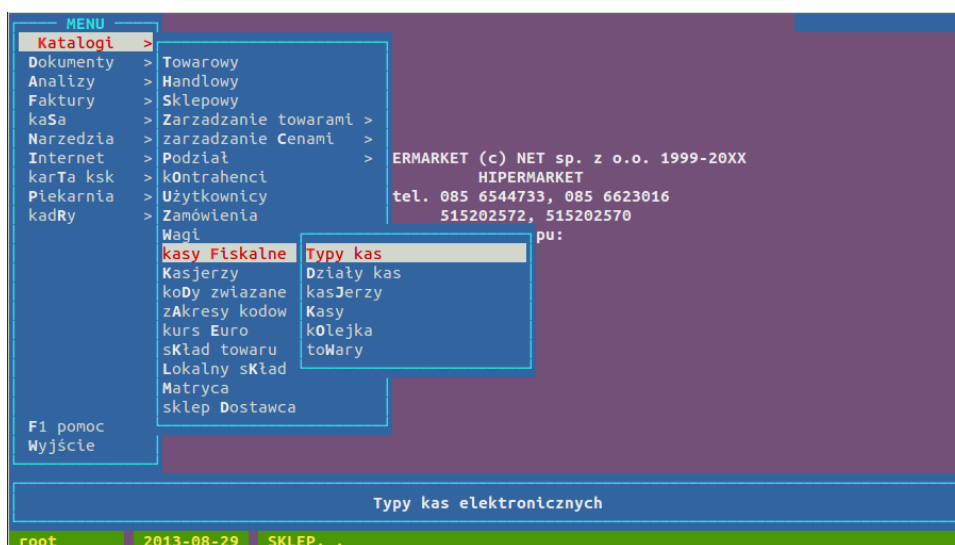 MENU
Katalogi >
Dokumenty >
Analizy >
Faktury >
kaSa >
Narzedzia >
Internet >
karTa ksk >
Piekarnia >
kadRy >
F1 pomoc
Wyjście
Towarowy
Handlowy
Sklepowy
Zarzadzanie towarami >
zarzadzanie Cenami >
Podział >
kOntrahenci
Użytkownicy
Zamówienia
Wagi
kasy Fiskalne
Kasjerzy
koDy zwiazane
zAkresy kodow
kurs Euro
sKład towaru
Lokalny sKład
Matryca
sklep Dostawca
Typy kas
Działy kas
kasJerzy
Kasy
kOlejka
toWary
ERMARKET (c) NET sp. z o.o. 1999-20XX
HIPERMARKET
tel. 085 6544733, 085 6623016
515202572, 515202570
pu:
Typy kas elektronicznych
root 2013-08-29 SKLEP. .